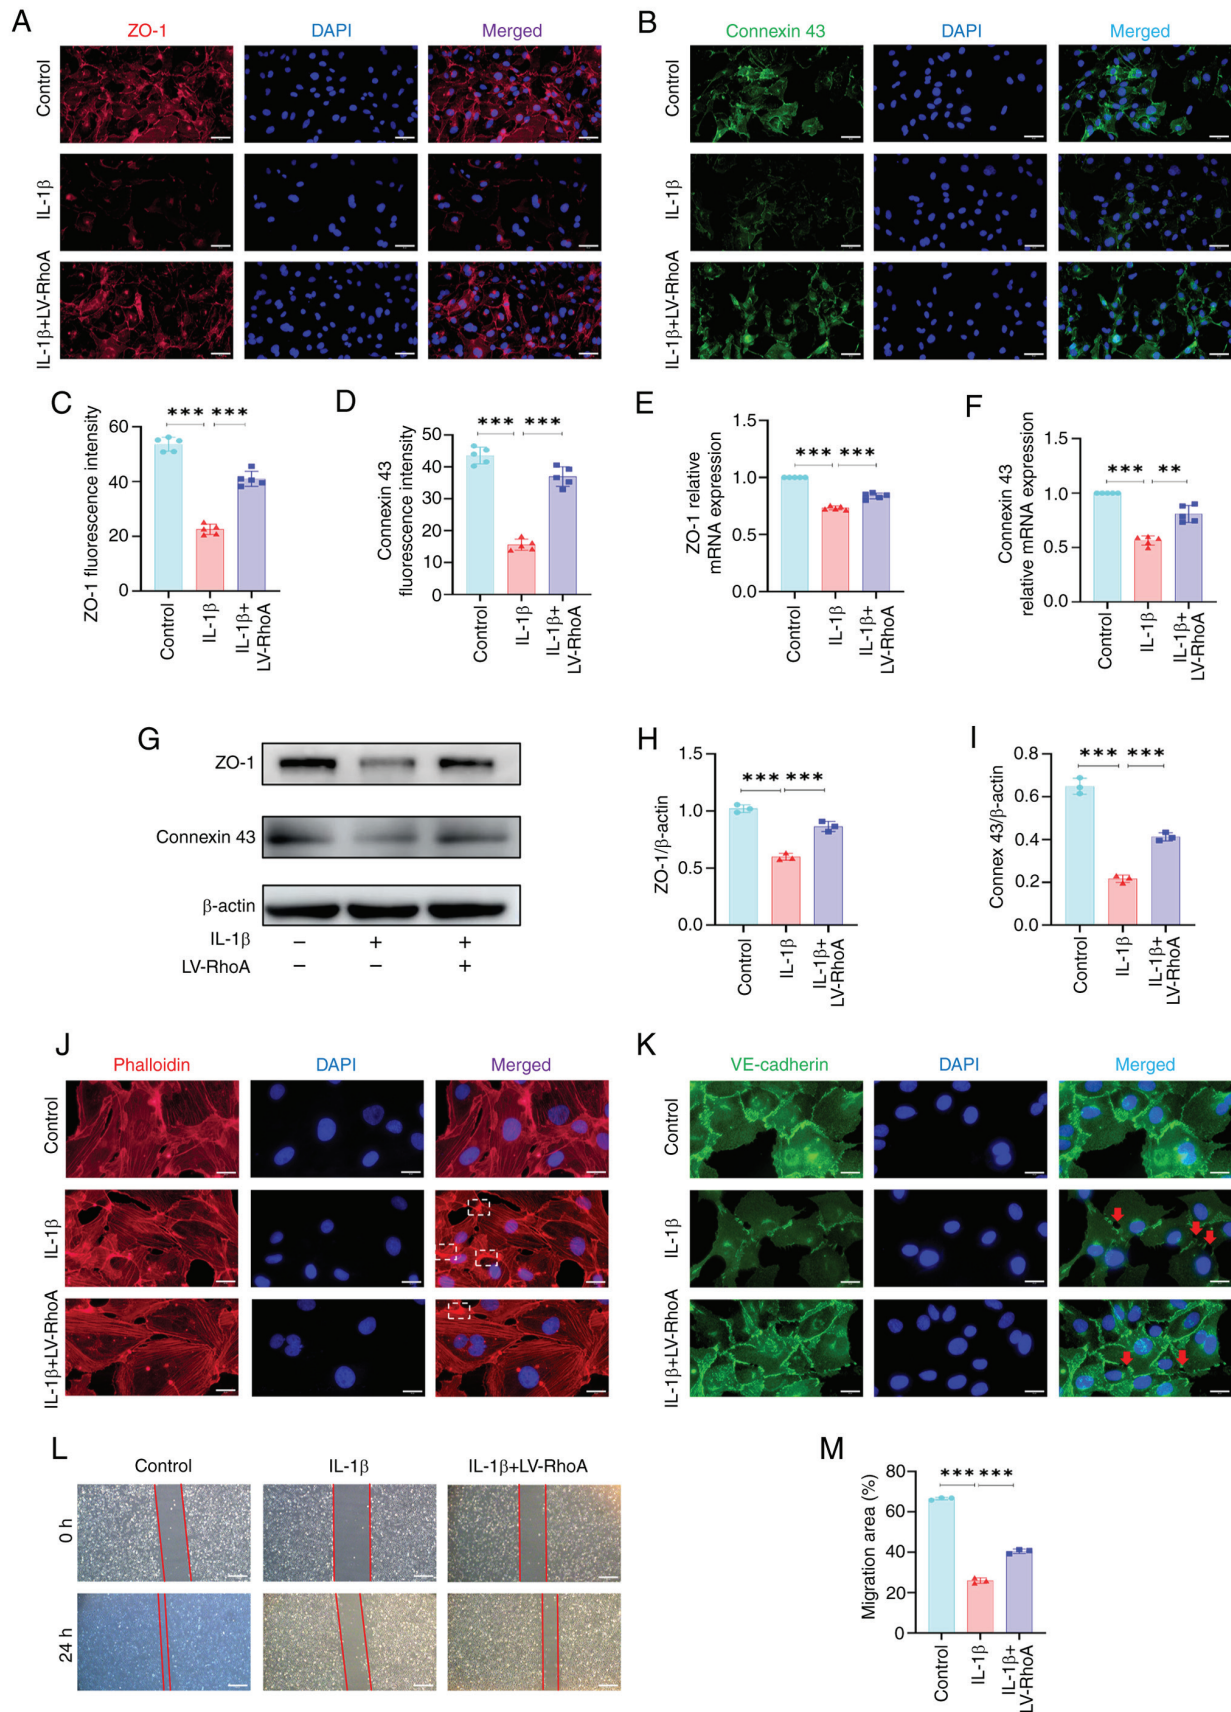 A
ZO-1 DAPI Merged
Control
IL-1β
IL-1β+LV-RhoA
B
Connexin 43 DAPI Merged
Control
IL-1β
IL-1β+LV-RhoA
C
ZO-1 fluorescence intensity
60
40
20
0
*** ***
Control
IL-1β
IL-1β+
LV-RhoA
D
Connexin 43
fluorescence intensity
50
40
30
20
10
0
*** ***
Control
IL-1β
IL-1β+
LV-RhoA
E
ZO-1 relative
mRNA expression
1.5
1.0
0.5
0.0
*** ***
Control
IL-1β
IL-1β+
LV-RhoA
F
Connexin 43
relative mRNA expression
1.5
1.0
0.5
0.0
*** **
Control
IL-1β
IL-1β+
LV-RhoA
G
ZO-1
Connexin 43
β-actin
IL-1β – + +
LV-RhoA – – +
H
ZO-1/β-actin
1.5
1.0
0.5
0.0
*** ***
Control
IL-1β
IL-1β+
LV-RhoA
I
Connex 43/β-actin
0.8
0.6
0.4
0.2
0.0
*** ***
Control
IL-1β
IL-1β+
LV-RhoA
J
Phalloidin DAPI Merged
Control
IL-1β
IL-1β+LV-RhoA
K
VE-cadherin DAPI Merged
Control
IL-1β
IL-1β+LV-RhoA
L
Control IL-1β IL-1β+LV-RhoA
0 h
24 h
M
Migration area (%)
80
60
40
20
0
*** ***
Control
IL-1β
IL-1β+
LV-RhoA